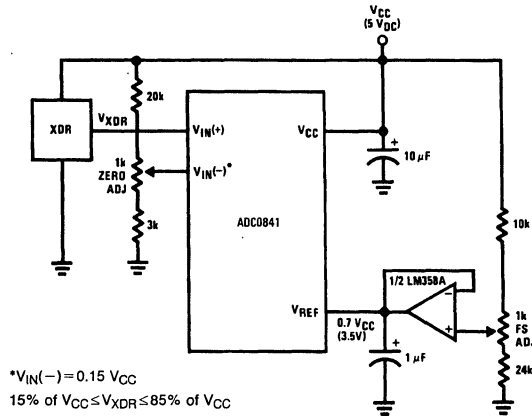 VCC
(5 VDC)
20k
XDR
VXDR
VIN(+)
VCC
+
10 µF
1k
ZERO
ADJ
VIN(−)*
3k
ADC0841
10k
1/2 LM358A
−
+
VREF
0.7 VCC
(3.5V)
+
1 µF
1k
FS
ADJ
24k
*VIN(−)=0.15 VCC
15% of VCC≤VXDR≤85% of VCC